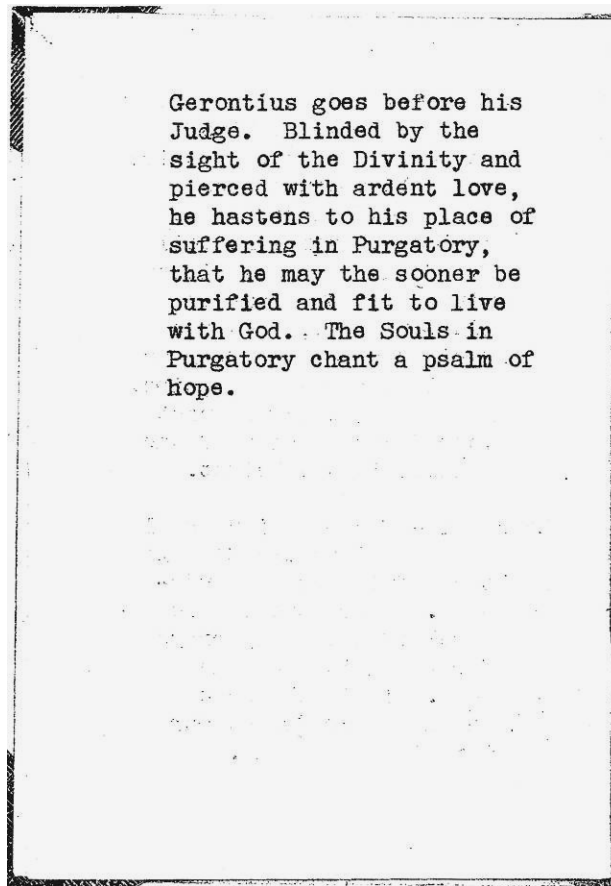 Gerontius goes before his
Judge.  Blinded by the
sight of the Divinity and
pierced with ardent love,
he hastens to his place of
suffering in Purgatory,
that he may the sooner be
purified and fit to live
with God.  The Souls in
Purgatory chant a psalm of
hope.